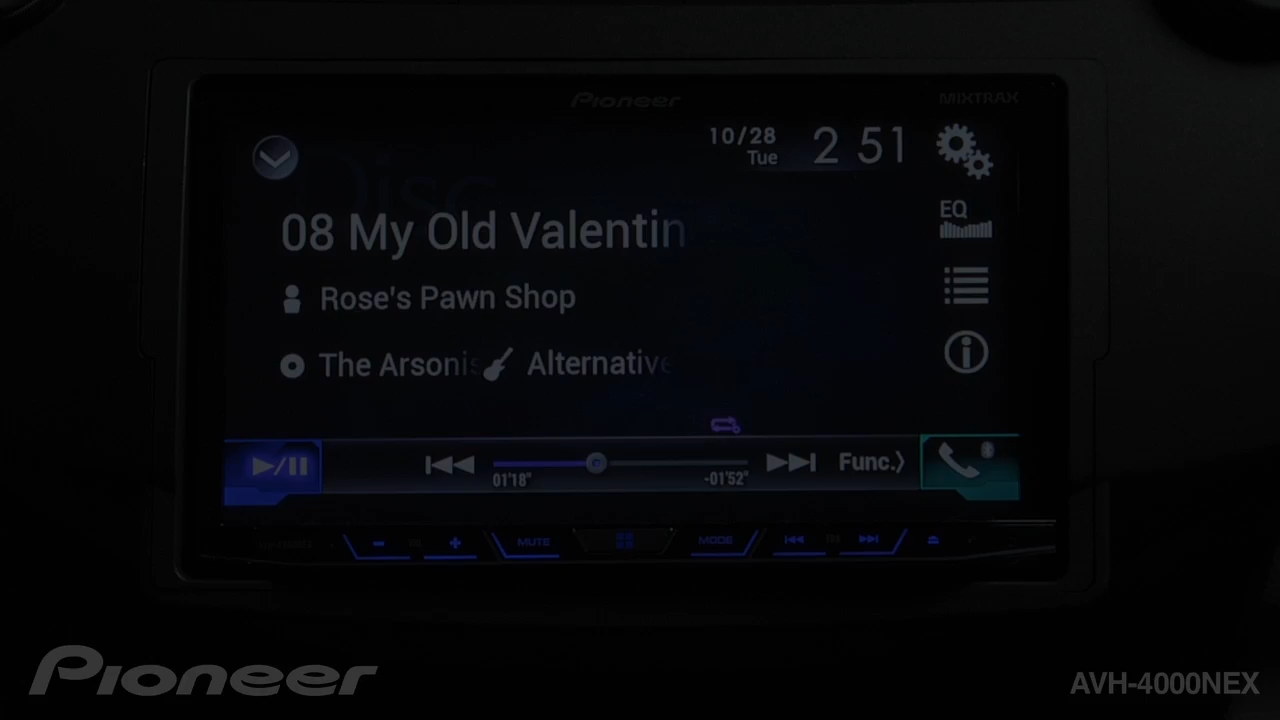 Pioneer
MIXTRAX
10/28
Tue
2 51
Disc
08 My Old Valentin
EQ
Rose's Pawn Shop
The Arsonis
Alternative
01'18"
-01'52"
Func.
MUTE
MODE
Pioneer
AVH-4000NEX